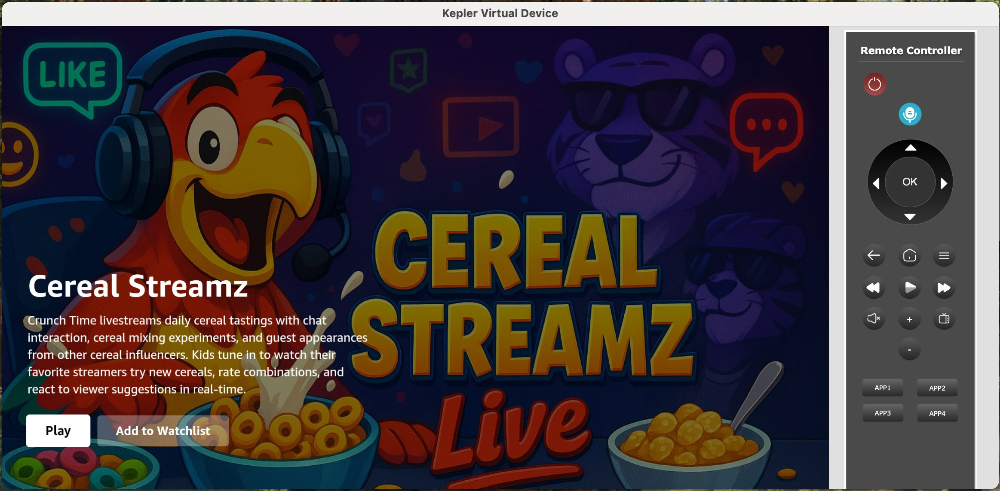 Kepler Virtual Device
LIKE
CEREAL
STREAMZ
Live
Cereal Streamz
Crunch Time livestreams daily cereal tastings with chat
interaction, cereal mixing experiments, and guest appearances
from other cereal influencers. Kids tune in to watch their
favorite streamers try new cereals, rate combinations, and
react to viewer suggestions in real-time.
Play
Add to Watchlist
Remote Controller
OK
+
-
APP1
APP2
APP3
APP4